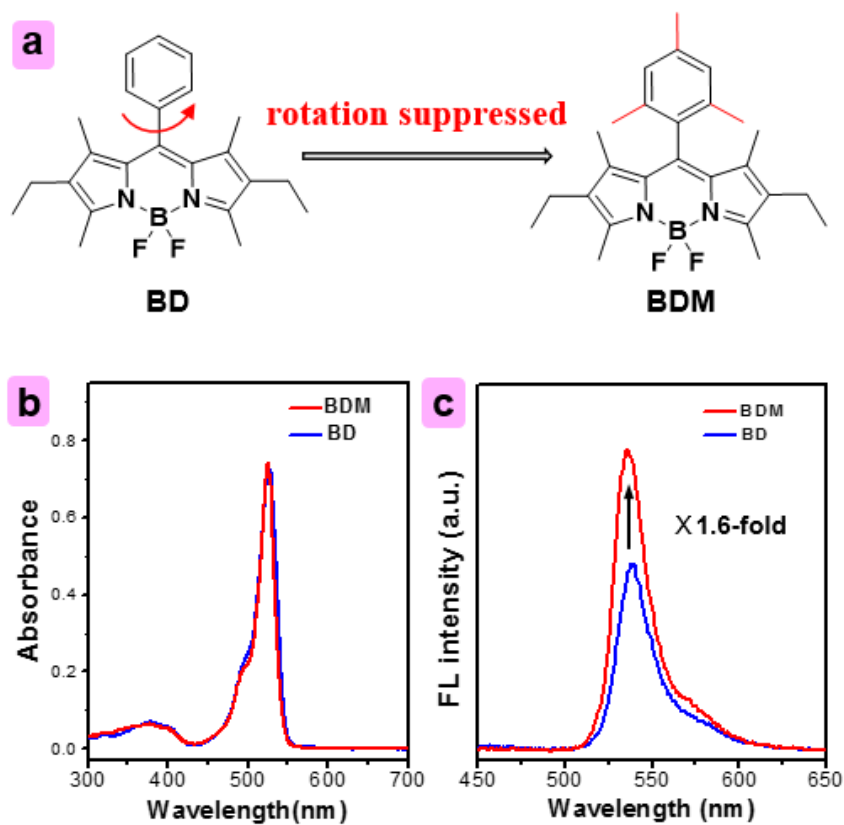 a
rotation suppressed
N
B
N
F
F
BD
N
B
N
F
F
BDM
b
BDM
BD
0.8
0.6
0.4
0.2
0.0
Absorbance
300 400 500 600 700
Wavelength(nm)
c
BDM
BD
X1.6-fold
FL intensity (a.u.)
450 500 550 600 650
Wavelength (nm)